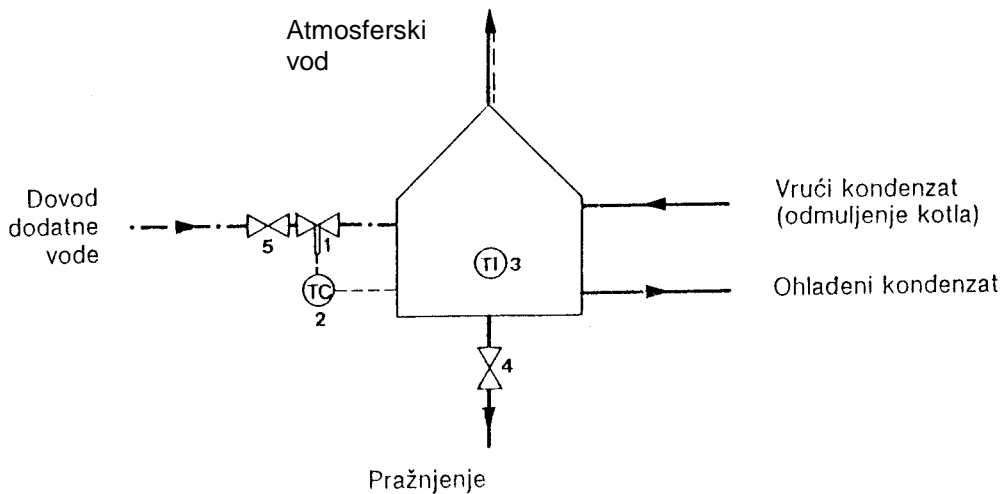 Atmosferski
vod
Dovod
dodatne
vode
5
1
TC
2
TI 3
Vrući kondenzat
(odmuljenje kotla)
Ohlađeni kondenzat
4
Pražnjenje